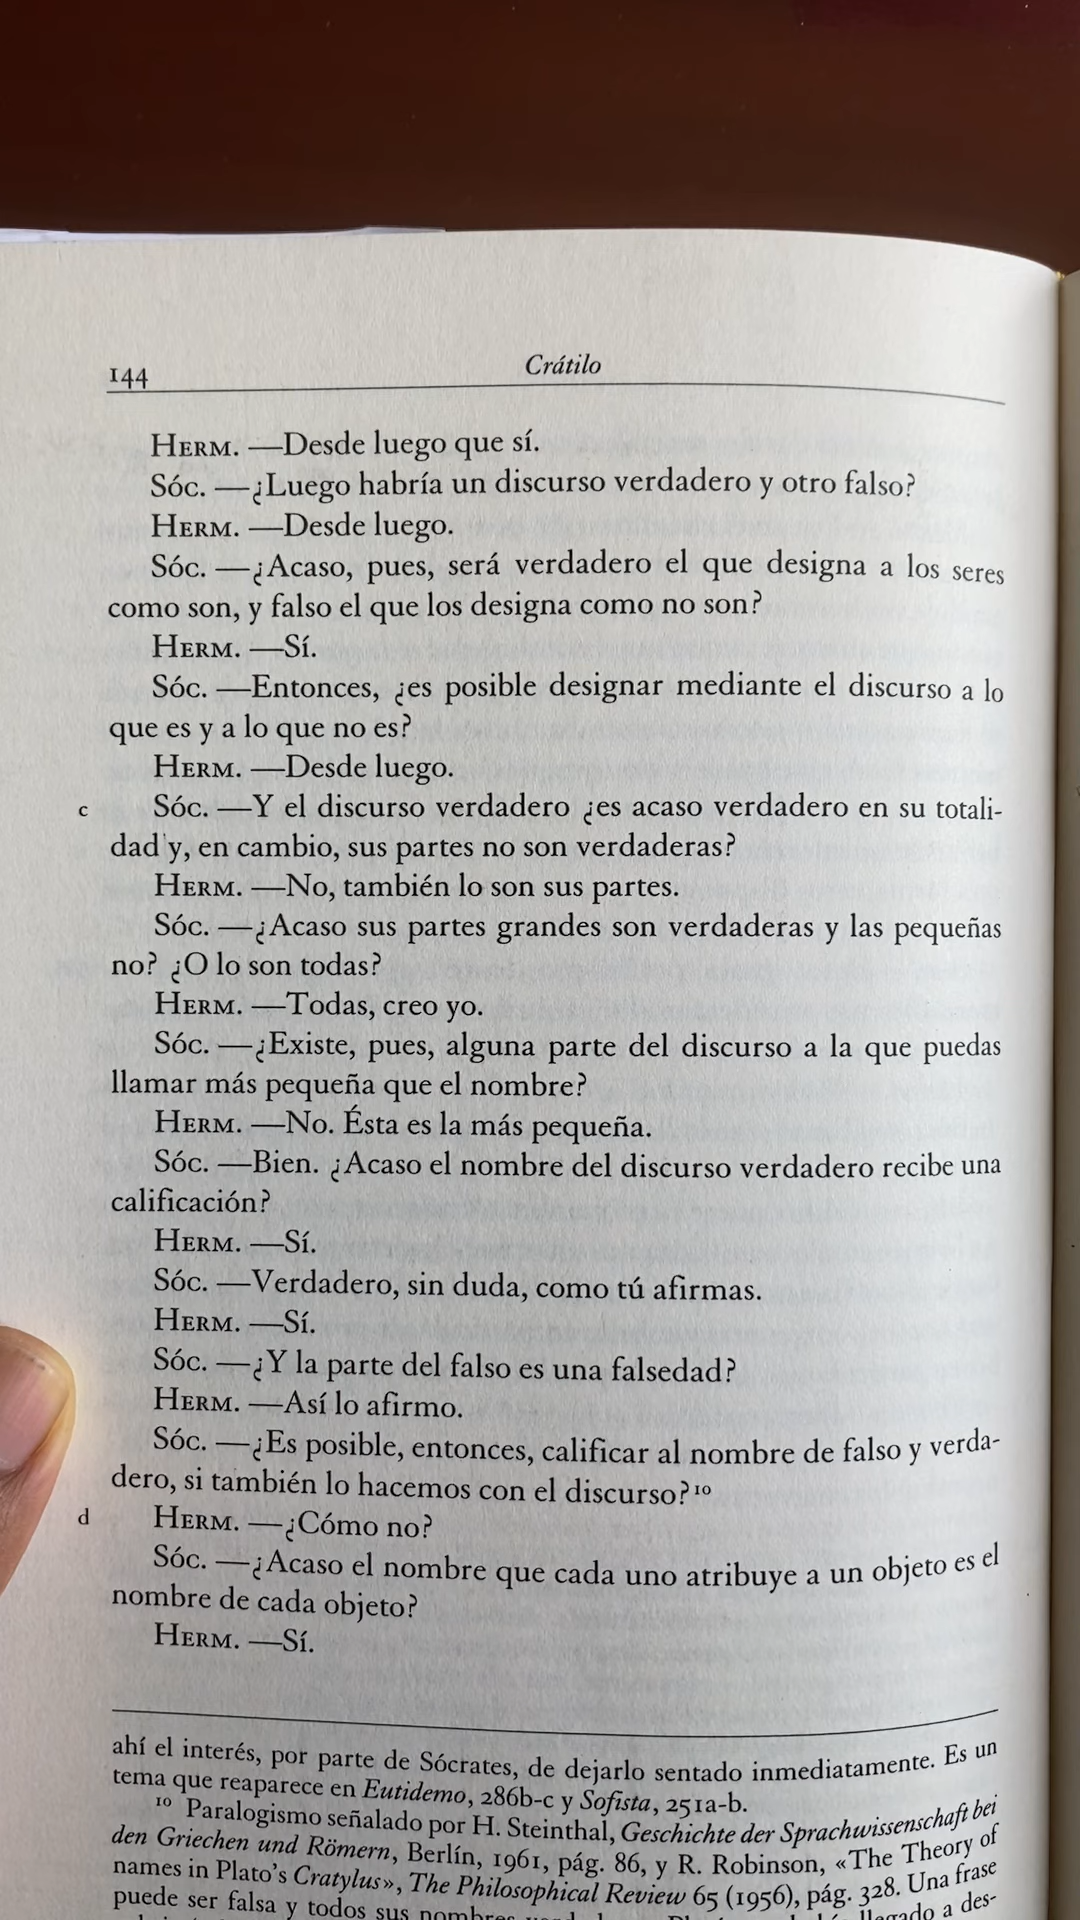 144
Crátilo
HERM. —Desde luego que sí.
SÓC. —¿Luego habría un discurso verdadero y otro falso?
HERM. —Desde luego.
SÓC. —¿Acaso, pues, será verdadero el que designa a los seres
como son, y falso el que los designa como no son?
HERM. —Sí.
SÓC. —Entonces, ¿es posible designar mediante el discurso a lo
que es y a lo que no es?
HERM. —Desde luego.
c SÓC. —Y el discurso verdadero ¿es acaso verdadero en su totali-
dad y, en cambio, sus partes no son verdaderas?
HERM. —No, también lo son sus partes.
SÓC. —¿Acaso sus partes grandes son verdaderas y las pequeñas
no? ¿O lo son todas?
HERM. —Todas, creo yo.
SÓC. —¿Existe, pues, alguna parte del discurso a la que puedas
llamar más pequeña que el nombre?
HERM. —No. Ésta es la más pequeña.
SÓC. —Bien. ¿Acaso el nombre del discurso verdadero recibe una
calificación?
HERM. —Sí.
SÓC. —Verdadero, sin duda, como tú afirmas.
HERM. —Sí.
SÓC. —¿Y la parte del falso es una falsedad?
HERM. —Así lo afirmo.
SÓC. —¿Es posible, entonces, calificar al nombre de falso y verda-
dero, si también lo hacemos con el discurso?¹⁰
d HERM. —¿Cómo no?
SÓC. —¿Acaso el nombre que cada uno atribuye a un objeto es el
nombre de cada objeto?
HERM. —Sí.
ahí el interés, por parte de Sócrates, de dejarlo sentado inmediatamente. Es un
tema que reaparece en Eutidemo, 286b-c y Sofista, 251a-b.
¹⁰ Paralogismo señalado por H. Steinthal, Geschichte der Sprachwissenschaft bei
den Griechen und Römern, Berlín, 1961, pág. 86, y R. Robinson, «The Theory of
names in Plato's Cratylus», The Philosophical Review 65 (1956), pág. 328. Una frase
puede ser falsa y todos sus nombres llegado a des-